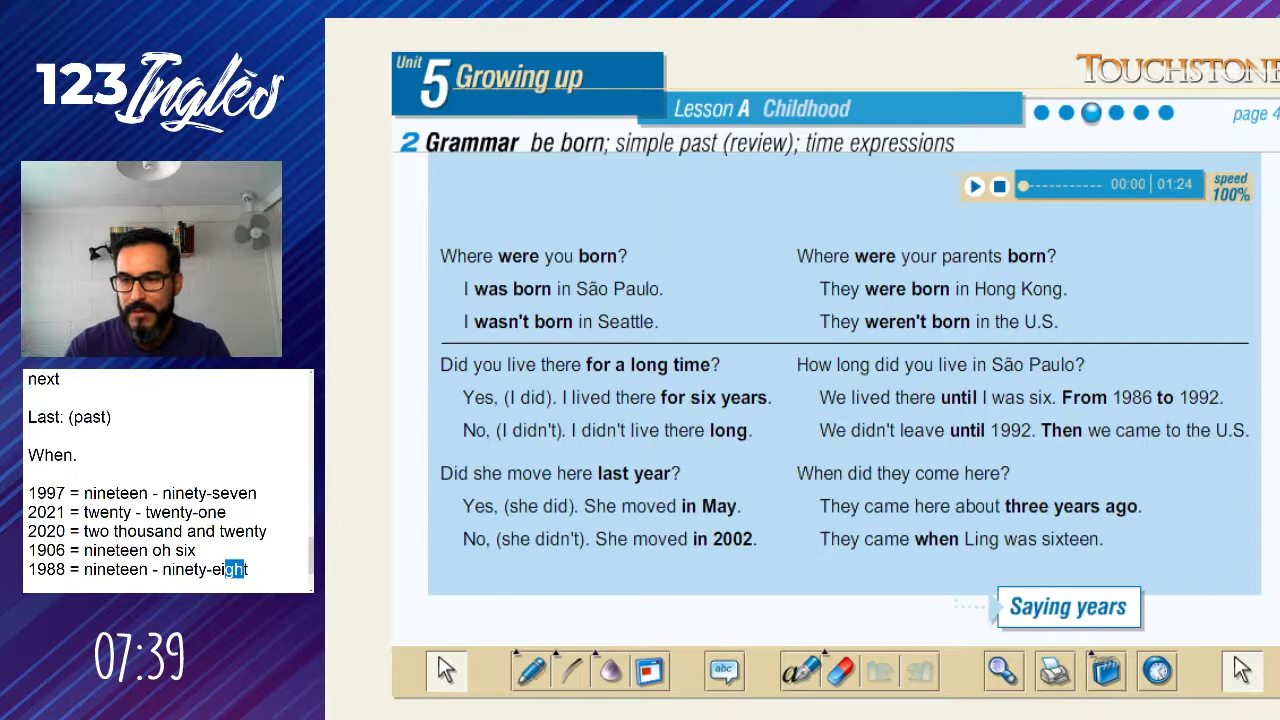 123 Inglès
next
Last: (past)
When.
1997 = nineteen - ninety-seven
2021 = twenty - twenty-one
2020 = two thousand and twenty
1906 = nineteen oh six
1988 = nineteen - ninety-eight
07:39
Unit 5 Growing up
Lesson A Childhood
TOUCHSTONE
page 4
2 Grammar be born; simple past (review); time expressions
00:00 | 01:24
speed
100%
Where were you born?
I was born in São Paulo.
I wasn't born in Seattle.
Where were your parents born?
They were born in Hong Kong.
They weren't born in the U.S.
Did you live there for a long time?
Yes, (I did). I lived there for six years.
No, (I didn't). I didn't live there long.
How long did you live in São Paulo?
We lived there until I was six. From 1986 to 1992.
We didn't leave until 1992. Then we came to the U.S.
Did she move here last year?
Yes, (she did). She moved in May.
No, (she didn't). She moved in 2002.
When did they come here?
They came here about three years ago.
They came when Ling was sixteen.
Saying years
abc
a